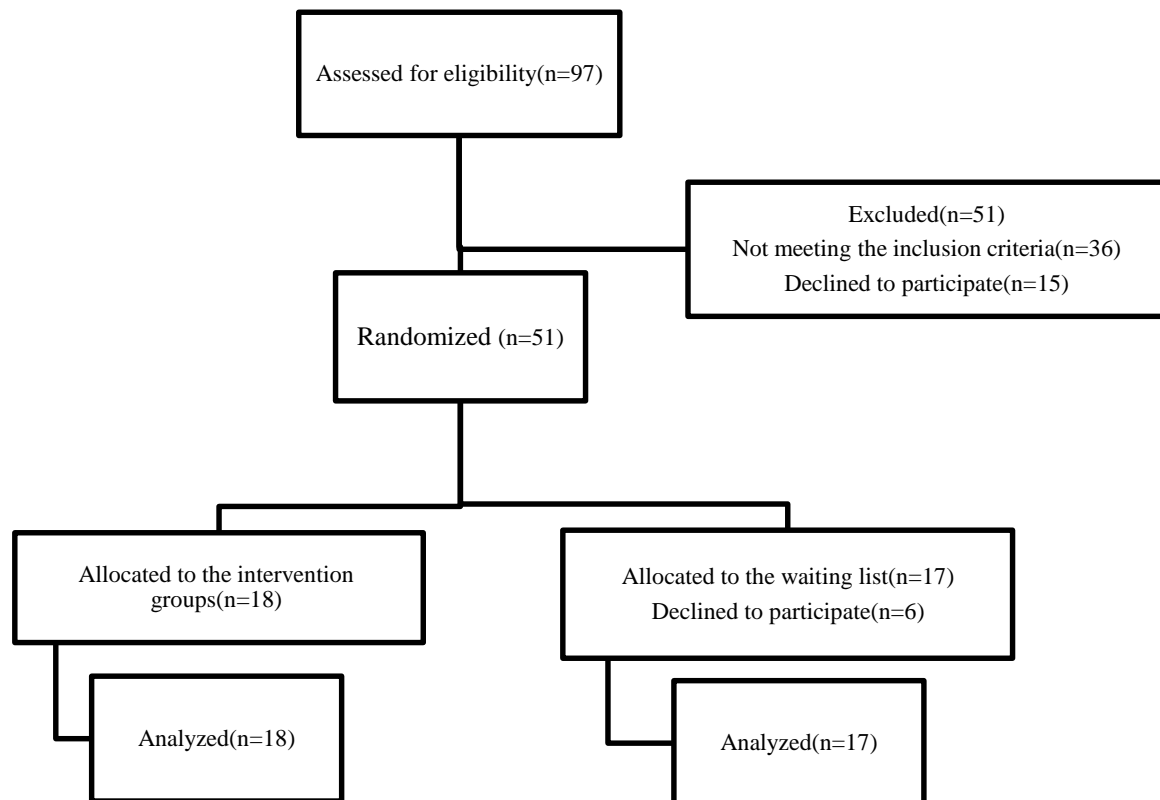 Assessed for eligibility(n=97)
Excluded(n=51)
Not meeting the inclusion criteria(n=36)
Declined to participate(n=15)
Randomized (n=51)
Allocated to the intervention
groups(n=18)
Allocated to the waiting list(n=17)
Declined to participate(n=6)
Analyzed(n=18)
Analyzed(n=17)